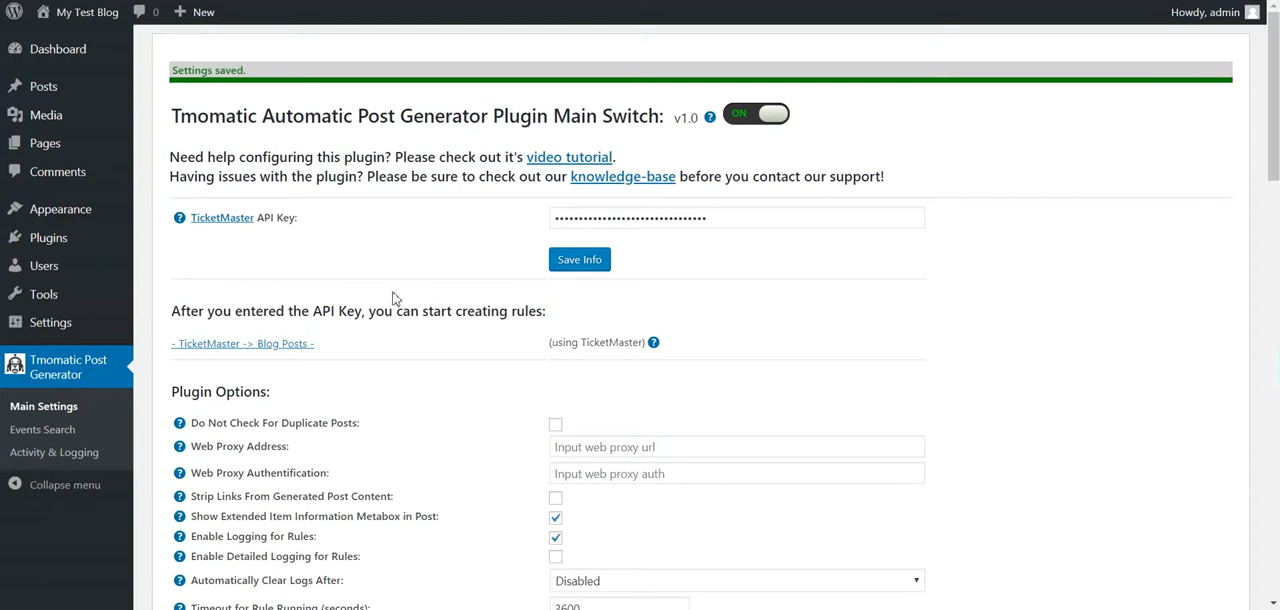 My Test Blog 0 New Howdy, admin
Dashboard
Posts
Media
Pages
Comments
Appearance
Plugins
Users
Tools
Settings
Tmomatic Post
Generator
Main Settings
Events Search
Activity & Logging
Collapse menu
Settings saved.
Tmomatic Automatic Post Generator Plugin Main Switch: v1.0 ? ON
Need help configuring this plugin? Please check out it's video tutorial.
Having issues with the plugin? Please be sure to check out our knowledge-base before you contact our support!
? TicketMaster API Key: ••••••••••••••••••••••••••••••••
Save Info
After you entered the API Key, you can start creating rules:
- TicketMaster -> Blog Posts - (using TicketMaster) ?
Plugin Options:
? Do Not Check For Duplicate Posts:
? Web Proxy Address: Input web proxy url
? Web Proxy Authentification: Input web proxy auth
? Strip Links From Generated Post Content:
? Show Extended Item Information Metabox in Post:
? Enable Logging for Rules:
? Enable Detailed Logging for Rules:
? Automatically Clear Logs After: Disabled
? Timeout for Rule Running (seconds): 3600